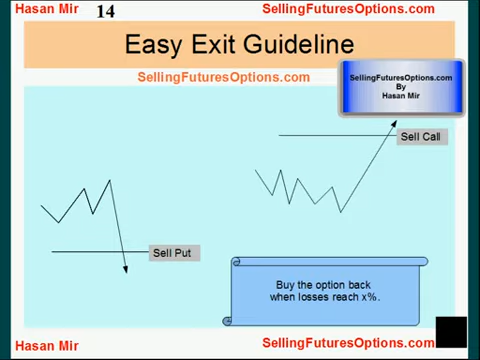 Hasan Mir
14
SellingFuturesOptions.com
Easy Exit Guideline
SellingFuturesOptions.com
SellingFuturesOptions.com
By
Hasan Mir
Sell Call
Sell Put
Buy the option back
when losses reach x%.
Hasan Mir
SellingFuturesOptions.com